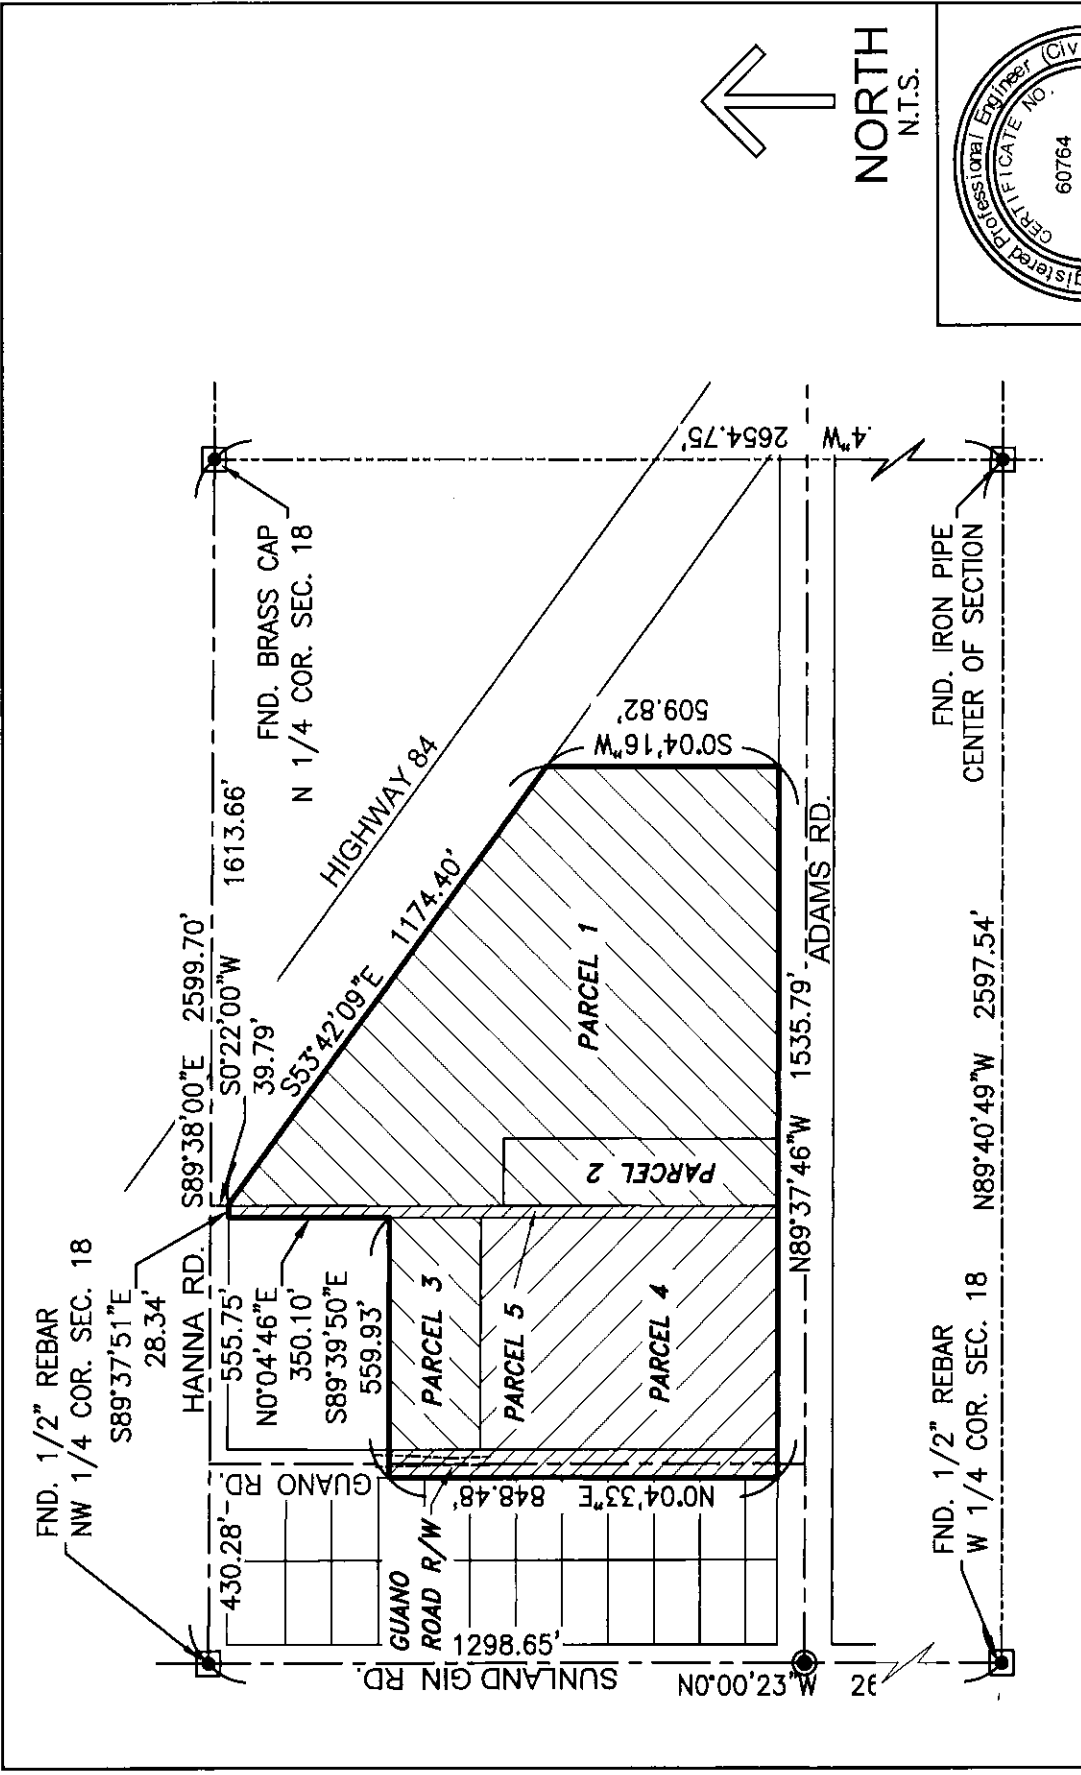 FND. 1/2" REBAR
NW 1/4 COR. SEC. 18
S89°37'51"E
28.34'
HANNA RD.
S89°38'00"E 2599.70'
S0°22'00"W
39.79'
1613.66'
FND. BRASS CAP
N 1/4 COR. SEC. 18
430.28'
555.75'
N0°04'46"E
350.10'
S89°39'50"E
559.93'
GUANO RD.
S53°42'09"E
1174.40'
HIGHWAY 84
2654.75'
.4"W
PARCEL 1
PARCEL 2
PARCEL 3
PARCEL 5
PARCEL 4
S0°04'16"W
509.82'
GUANO
ROAD R/W
N0°04'33"E
848.48'
1298.65'
SUNLAND GIN RD.
N0°00'23"W 26
N89°37'46"W 1535.79'
ADAMS RD.
FND. IRON PIPE
CENTER OF SECTION
FND. 1/2" REBAR
W 1/4 COR. SEC. 18
N89°40'49"W 2597.54'
NORTH
N.T.S.
gistered Professional Engineer (Civ
CERTIFICATE NO.
60764